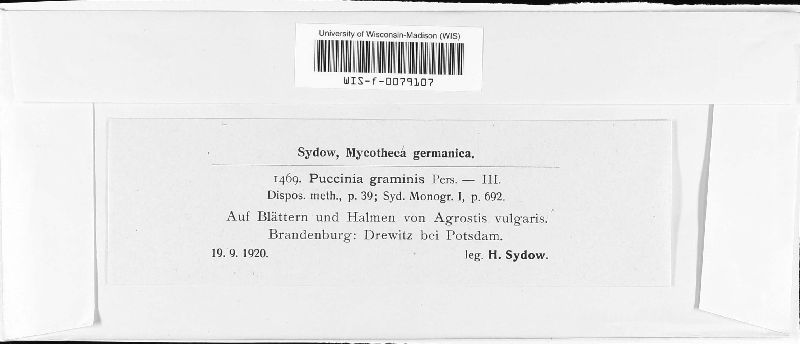 University of Wisconsin-Madison (WIS)
WIS-f-0079107
Sydow, Mycotheca germanica.
1469. Puccinia graminis Pers. — III.
Dispos. meth., p. 39; Syd. Monogr. I, p. 692.
Auf Blättern und Halmen von Agrostis vulgaris.
Brandenburg: Drewitz bei Potsdam.
19. 9. 1920. leg. H. Sydow.